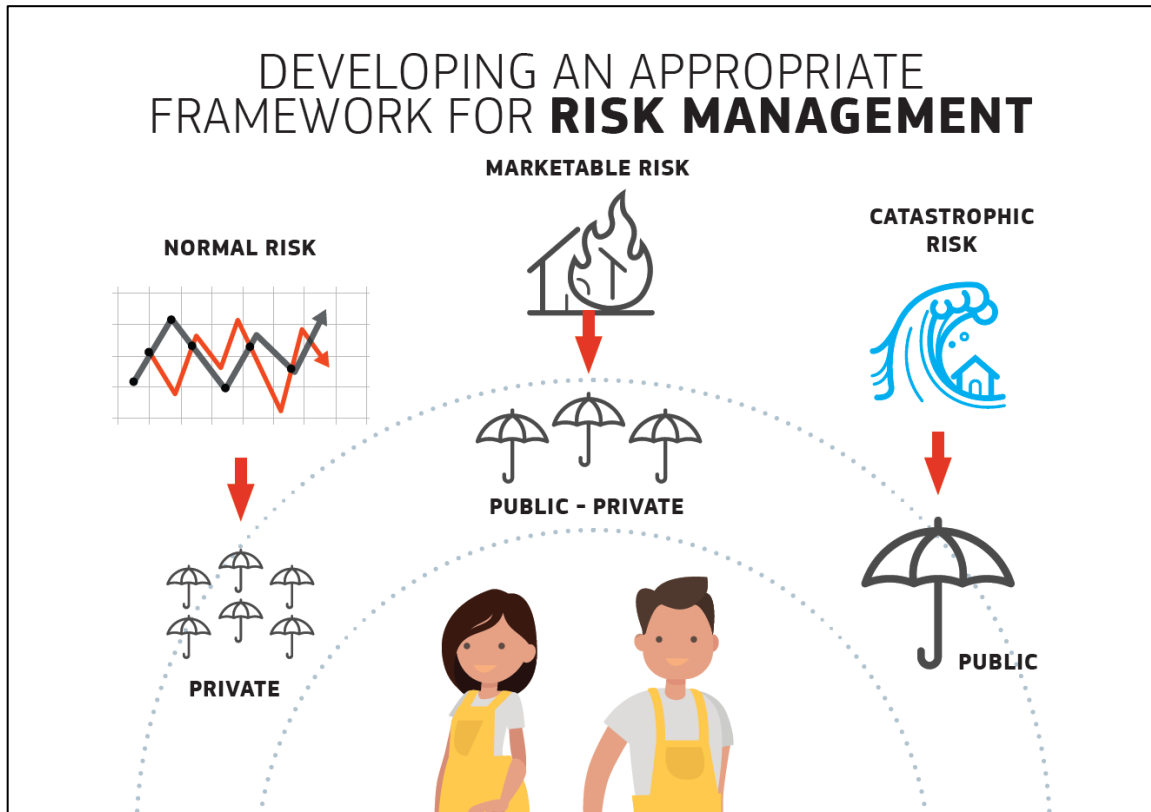 DEVELOPING AN APPROPRIATE
FRAMEWORK FOR RISK MANAGEMENT
MARKETABLE RISK
NORMAL RISK
CATASTROPHIC
RISK
PUBLIC - PRIVATE
PRIVATE
PUBLIC